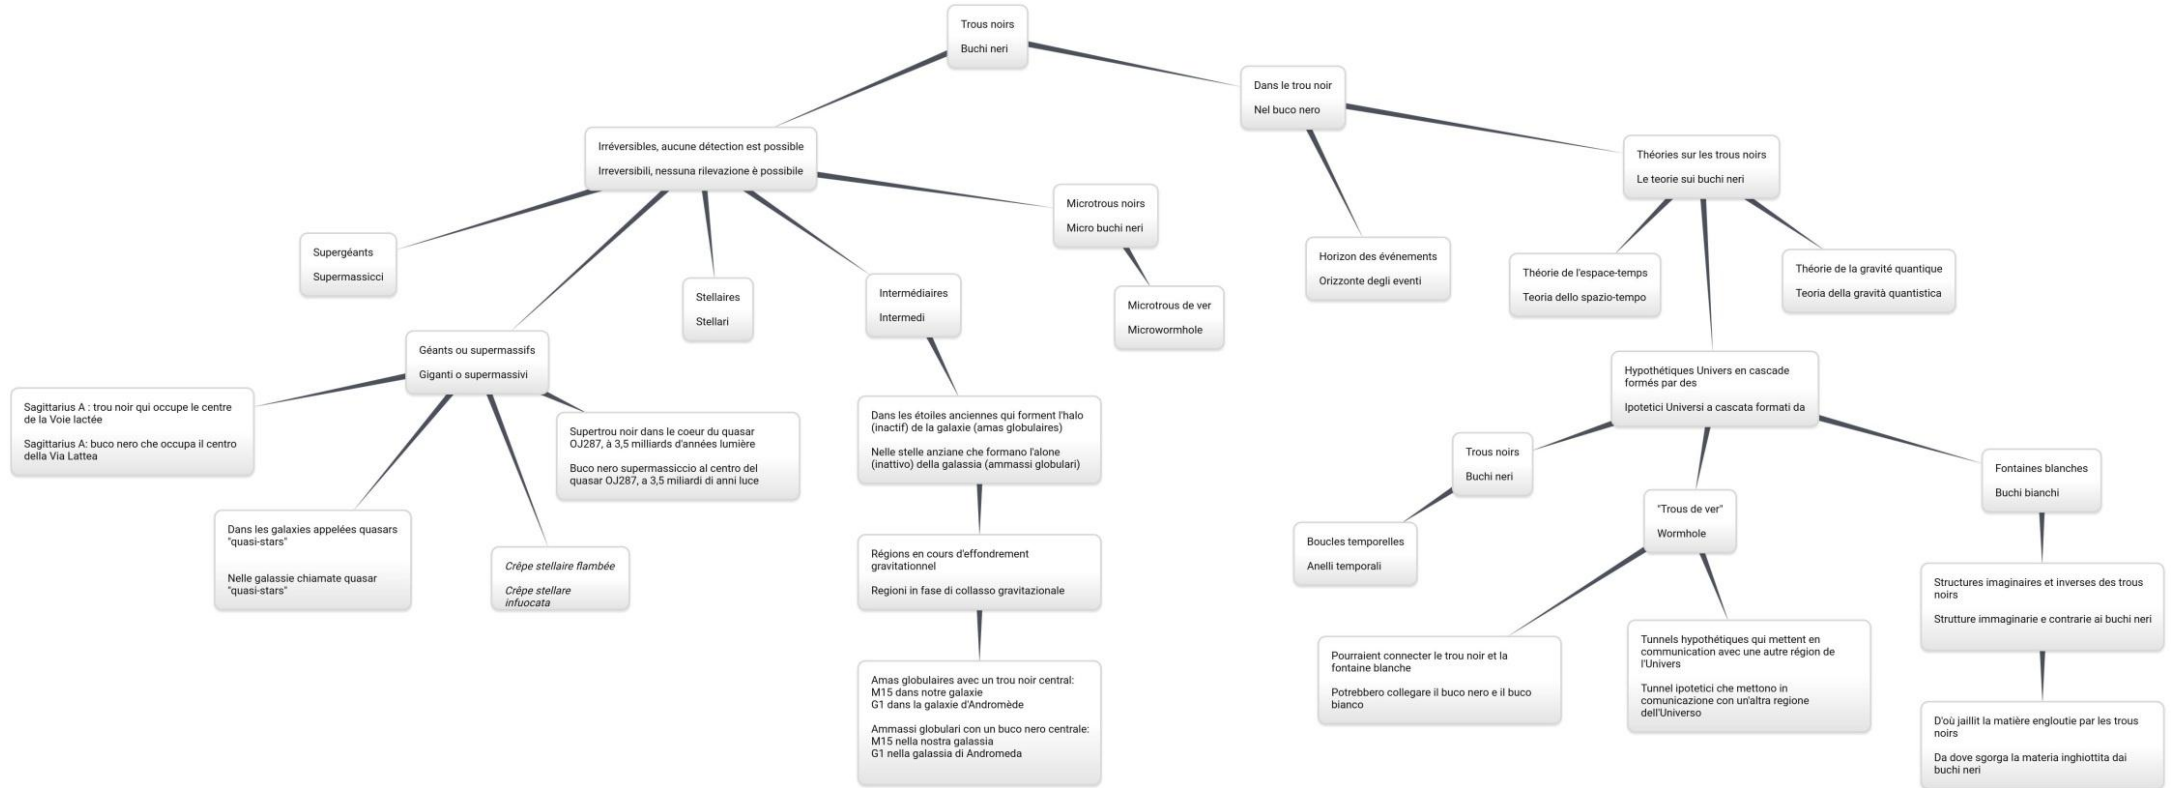 Trous noirs
Buchi neri
Dans le trou noir
Nel buco nero
Irréversibles, aucune détection est possible
Irreversibili, nessuna rilevazione è possibile
Théories sur les trous noirs
Le teorie sui buchi neri
Microtrous noirs
Micro buchi neri
Supergéants
Supermassicci
Stellaires
Stellari
Intermédiaires
Intermedi
Microtrous de ver
Microwormhole
Horizon des événements
Orizzonte degli eventi
Théorie de l'espace-temps
Teoria dello spazio-tempo
Théorie de la gravité quantique
Teoria della gravità quantistica
Géants ou supermassifs
Giganti o supermassivi
Hypothétiques Univers en cascade
formés par des
Ipotetici Universi a cascata formati da
Sagittarius A : trou noir qui occupe le centre
de la Voie lactée
Sagittarius A: buco nero che occupa il centro
della Via Lattea
Supertrou noir dans le coeur du quasar
OJ287, à 3,5 milliards d'années lumière
Buco nero supermassiccio al centro del
quasar OJ287, a 3,5 miliardi di anni luce
Dans les étoiles anciennes qui forment l'halo
(inactif) de la galaxie (amas globulaires)
Nelle stelle anziane che formano l'alone
(inattivo) della galassia (ammassi globulari)
Trous noirs
Buchi neri
Fontaines blanches
Buchi bianchi
"Trous de ver"
Wormhole
Dans les galaxies appelées quasars
"quasi-stars"
Nelle galassie chiamate quasar
"quasi-stars"
Crêpe stellaire flambée
Crêpe stellare
infuocata
Régions en cours d'effondrement
gravitationnel
Regioni in fase di collasso gravitazionale
Boucles temporelles
Anelli temporali
Structures imaginaires et inverses des trous
noirs
Strutture immaginarie e contrarie ai buchi neri
Pourraient connecter le trou noir et la
fontaine blanche
Potrebbero collegare il buco nero e il buco
bianco
Tunnels hypothétiques qui mettent en
communication avec une autre région de
l'Univers
Tunnel ipotetici che mettono in
comunicazione con un'altra regione
dell'Universo
Amas globulaires avec un trou noir central:
M15 dans notre galaxie
G1 dans la galaxie d'Andromède
Ammassi globulari con un buco nero centrale:
M15 nella nostra galassia
G1 nella galassia di Andromeda
D'où jaillit la matière engloutie par les trous
noirs
Da dove sgorga la materia inghiottita dai
buchi neri